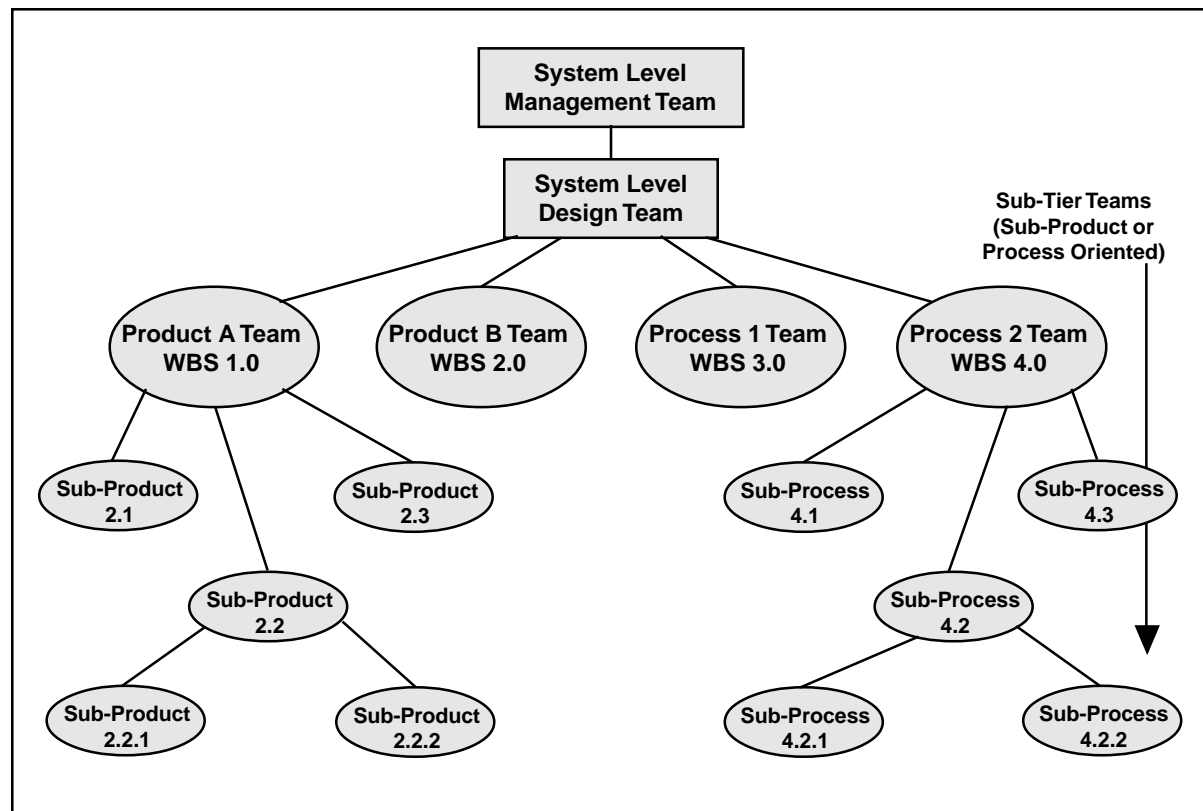 System Level
Management Team
System Level
Design Team
Sub-Tier Teams
(Sub-Product or
Process Oriented)
Product A Team
WBS 1.0
Product B Team
WBS 2.0
Process 1 Team
WBS 3.0
Process 2 Team
WBS 4.0
Sub-Product
2.1
Sub-Product
2.3
Sub-Process
4.1
Sub-Process
4.3
Sub-Product
2.2
Sub-Process
4.2
Sub-Product
2.2.1
Sub-Product
2.2.2
Sub-Process
4.2.1
Sub-Process
4.2.2